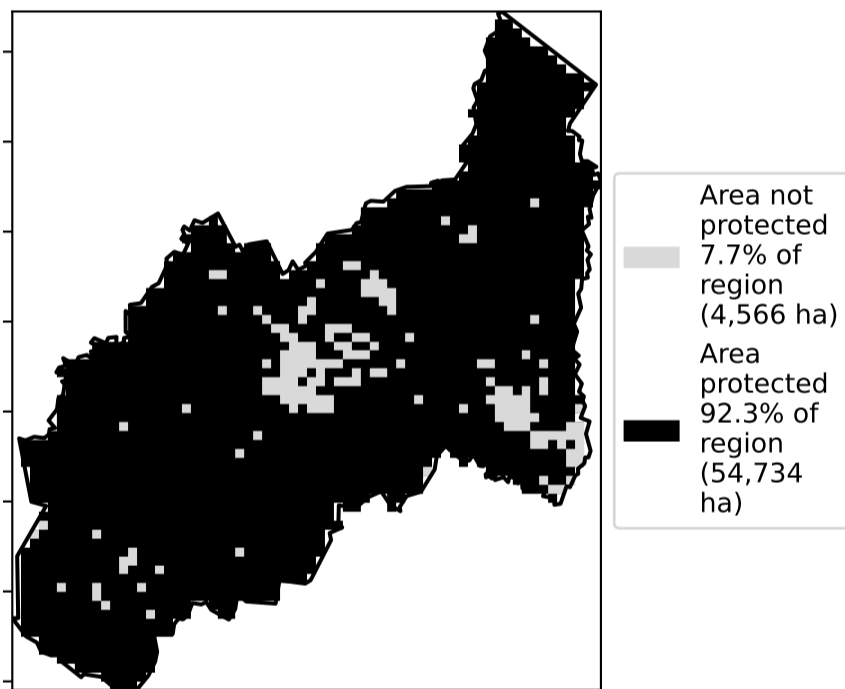 Area not
protected
7.7% of
region
(4,566 ha)
Area
protected
92.3% of
region
(54,734
ha)